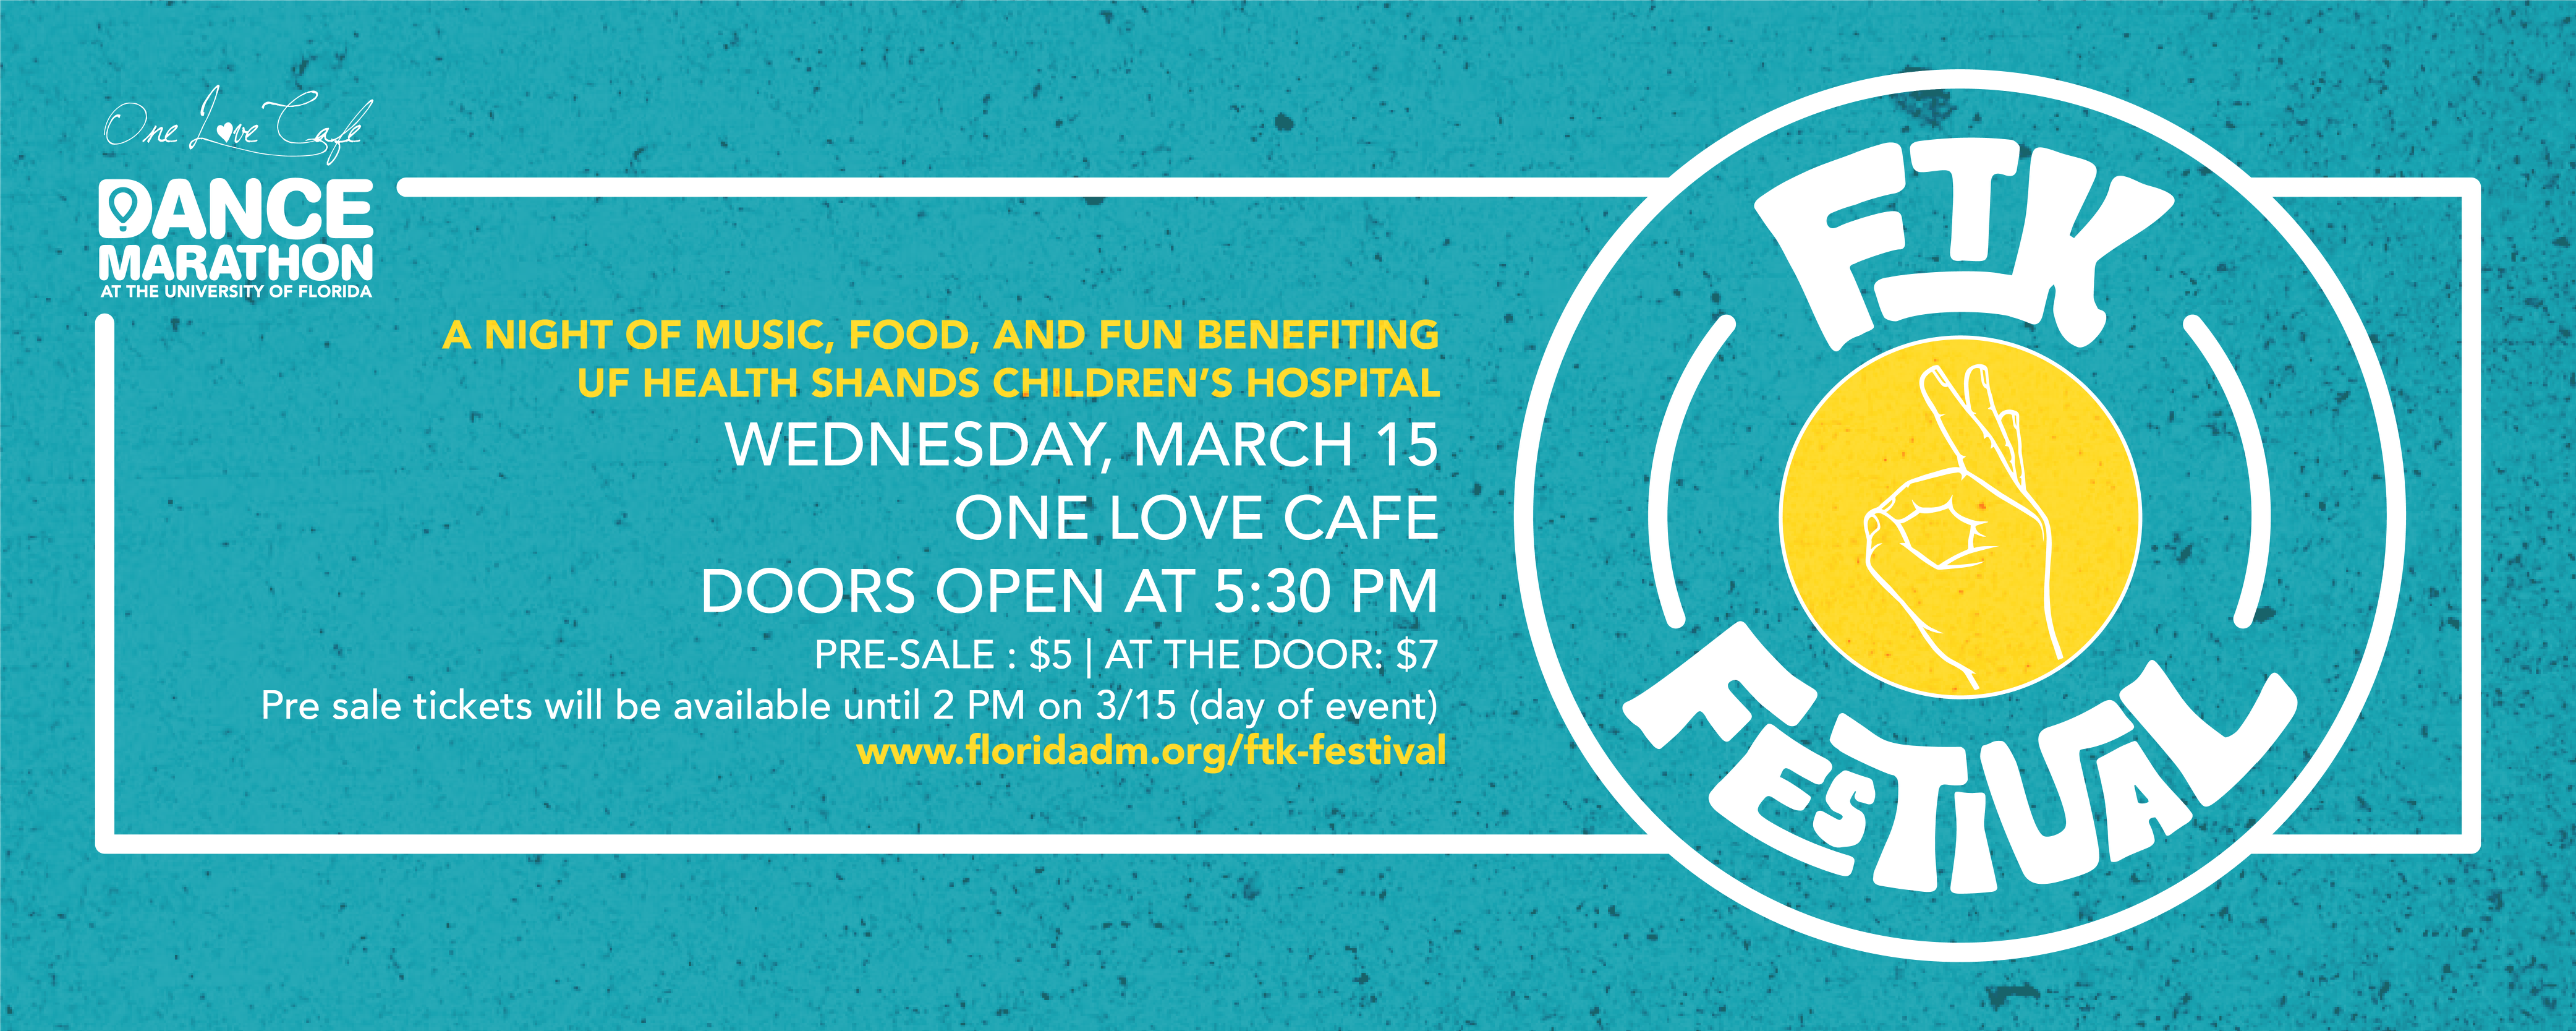 One Love Cafe
DANCE
MARATHON
AT THE UNIVERSITY OF FLORIDA
A NIGHT OF MUSIC, FOOD, AND FUN BENEFITING
UF HEALTH SHANDS CHILDREN'S HOSPITAL
WEDNESDAY, MARCH 15
ONE LOVE CAFE
DOORS OPEN AT 5:30 PM
PRE-SALE : $5 | AT THE DOOR: $7
Pre sale tickets will be available until 2 PM on 3/15 (day of event)
www.floridadm.org/ftk-festival
FTK
FESTIVAL